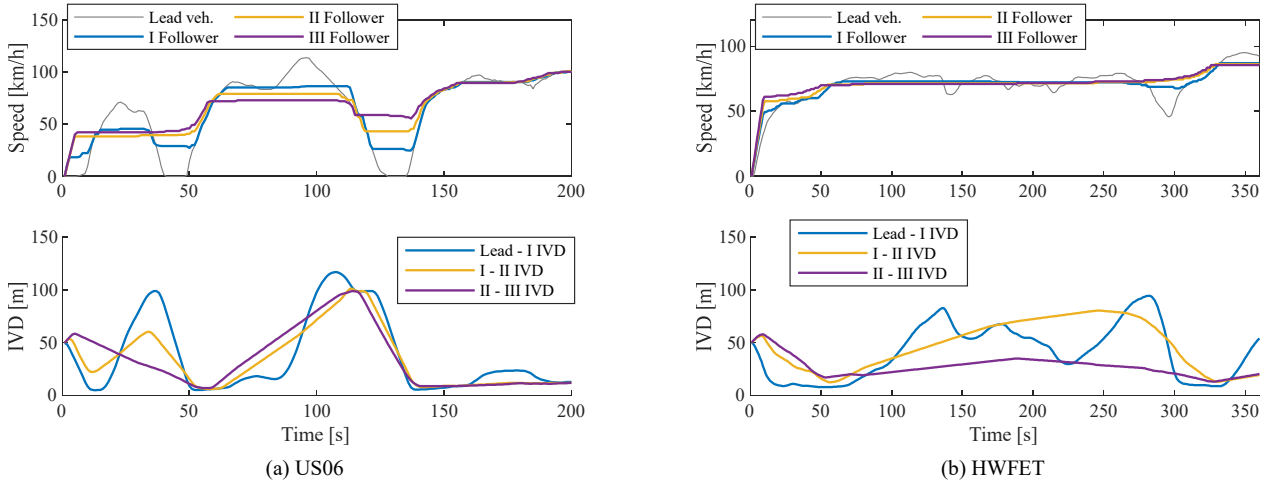 Lead veh.
II Follower
I Follower
III Follower
Speed [km/h]
150
100
50
0
0
50
100
150
200
Lead - I IVD
I - II IVD
II - III IVD
IVD [m]
150
100
50
0
0
50
100
150
200
Time [s]
(a) US06
Lead veh.
II Follower
I Follower
III Follower
Speed [km/h]
100
50
0
0
50
100
150
200
250
300
350
Lead - I IVD
I - II IVD
II - III IVD
IVD [m]
150
100
50
0
0
50
100
150
200
250
300
350
Time [s]
(b) HWFET